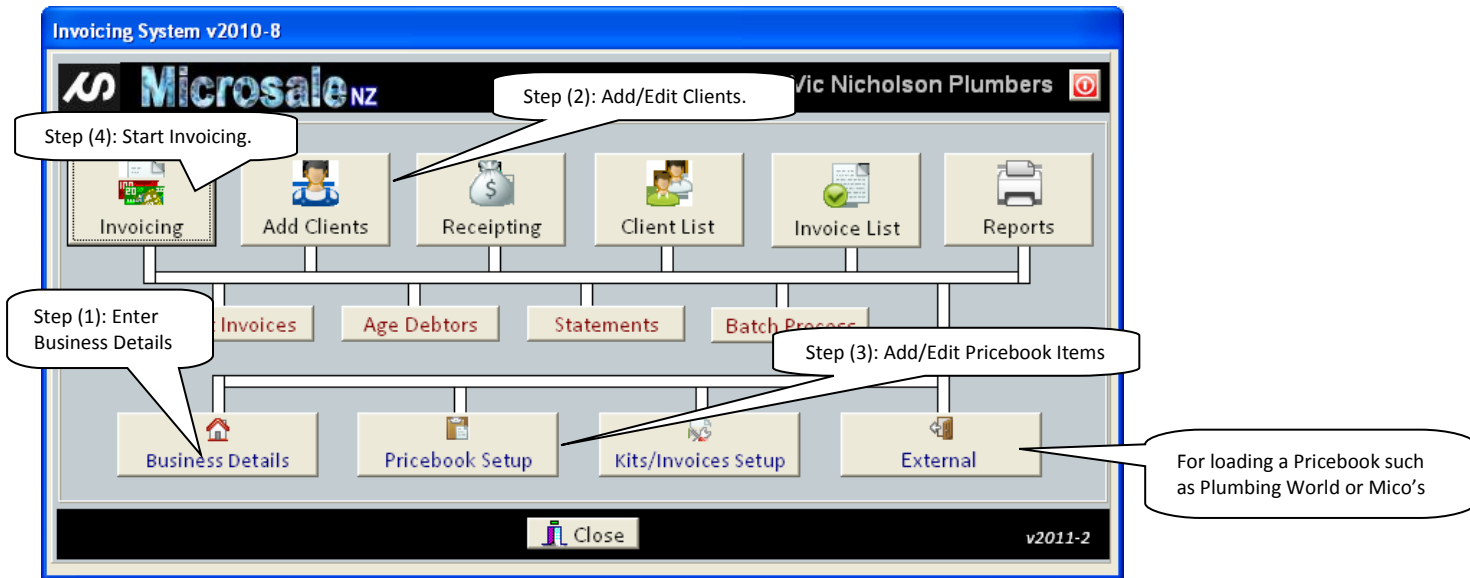 Invoicing System v2010-8
Microsale NZ
Vic Nicholson Plumbers
Step (2): Add/Edit Clients.
Step (4): Start Invoicing.
Invoicing
Add Clients
Receipting
Client List
Invoice List
Reports
Step (1): Enter
Business Details
Invoices
Age Debtors
Statements
Batch Process
Step (3): Add/Edit Pricebook Items
Business Details
Pricebook Setup
Kits/Invoices Setup
External
For loading a Pricebook such
as Plumbing World or Mico’s
Close
v2011-2